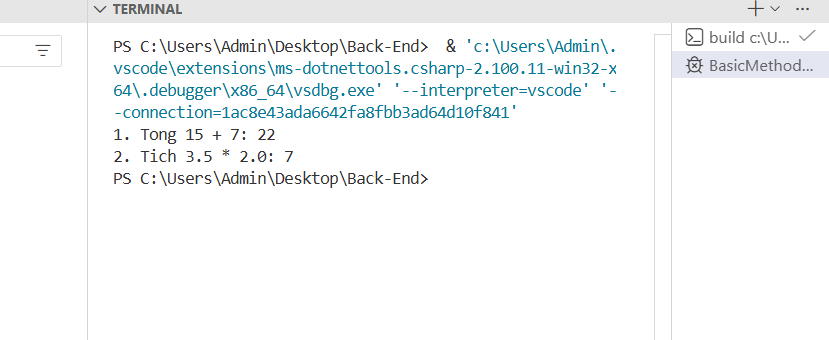 TERMINAL
PS C:\Users\Admin\Desktop\Back-End>  & 'c:\Users\Admin\.
vscode\extensions\ms-dotnettools.csharp-2.100.11-win32-x
64\.debugger\x86_64\vsdbg.exe' '--interpreter=vscode' '-
-connection=1ac8e43ada6642fa8fbb3ad64d10f841'
1. Tong 15 + 7: 22
2. Tich 3.5 * 2.0: 7
PS C:\Users\Admin\Desktop\Back-End>
build c:\U...
BasicMethod...